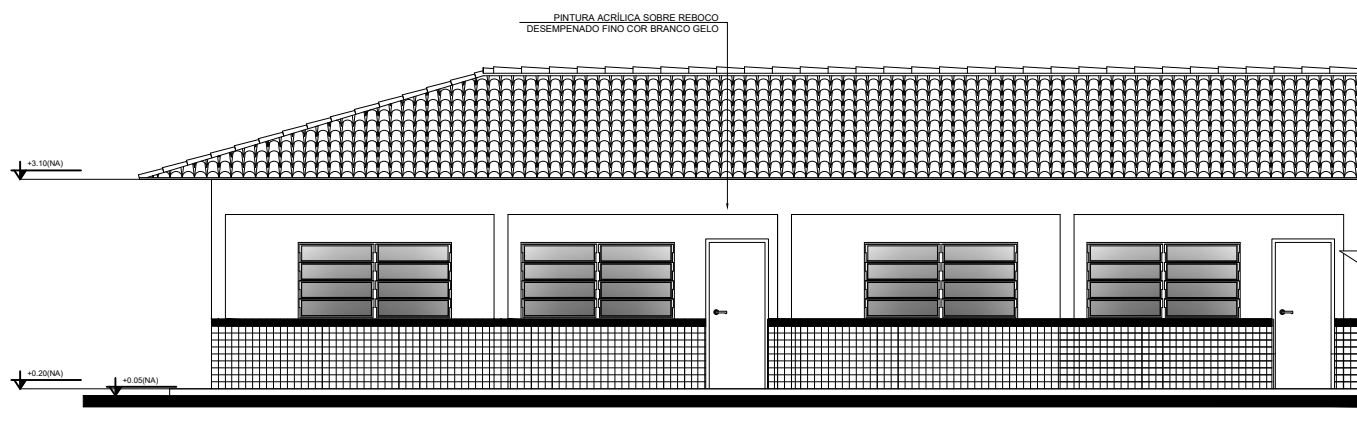 PINTURA ACRÍLICA SOBRE REBOCO
DESEMPENADO FINO COR BRANCO GELO
+3.10(NA)
+0.20(NA)
+0.05(NA)